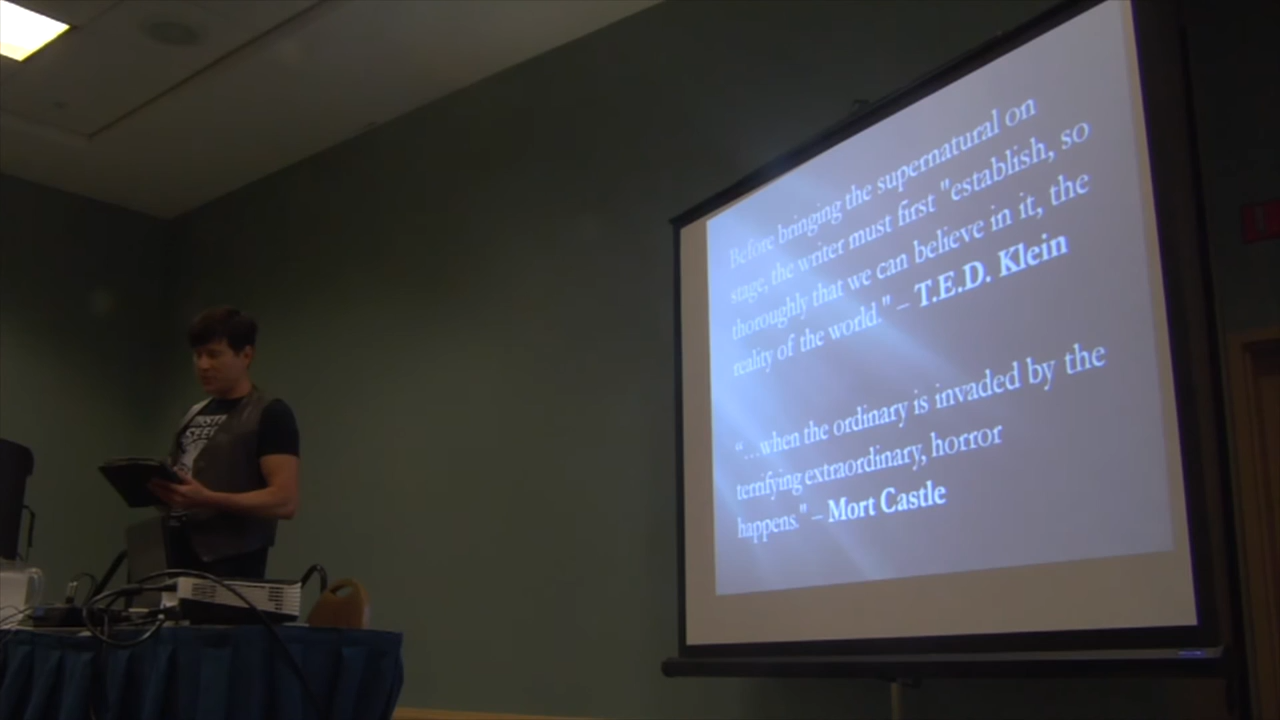 Before bringing the supernatural on
stage, the writer must first "establish, so
thoroughly that we can believe in it, the
reality of the world." – T.E.D. Klein
“…when the ordinary is invaded by the
terrifying extraordinary, horror
happens." – Mort Castle